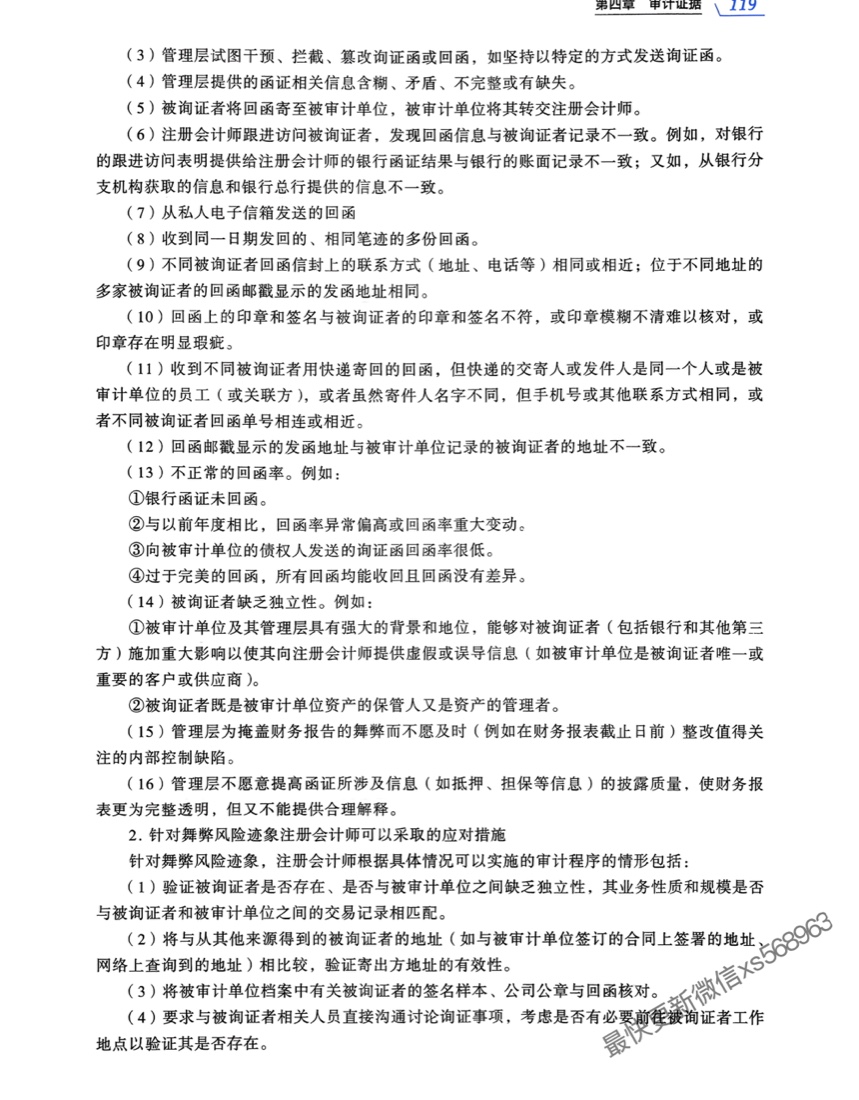 第四章 审计证据 119
（3）管理层试图干预、拦截、篡改询证函或回函，如坚持以特定的方式发送询证函。
（4）管理层提供的函证相关信息含糊、矛盾、不完整或有缺失。
（5）被询证者将回函寄至被审计单位，被审计单位将其转交注册会计师。
（6）注册会计师跟进访问被询证者，发现回函信息与被询证者记录不一致。例如，对银行
的跟进访问表明提供给注册会计师的银行函证结果与银行的账面记录不一致；又如，从银行分
支机构获取的信息和银行总行提供的信息不一致。
（7）从私人电子信箱发送的回函
（8）收到同一日期发回的、相同笔迹的多份回函。
（9）不同被询证者回函信封上的联系方式（地址、电话等）相同或相近；位于不同地址的
多家被询证者的回函邮戳显示的发函地址相同。
（10）回函上的印章和签名与被询证者的印章和签名不符，或印章模糊不清难以核对，或
印章存在明显瑕疵。
（11）收到不同被询证者用快递寄回的回函，但快递的交寄人或发件人是同一个人或是被
审计单位的员工（或关联方），或者虽然寄件人名字不同，但手机号或其他联系方式相同，或
者不同被询证者回函单号相连或相近。
（12）回函邮戳显示的发函地址与被审计单位记录的被询证者的地址不一致。
（13）不正常的回函率。例如：
①银行函证未回函。
②与以前年度相比，回函率异常偏高或回函率重大变动。
③向被审计单位的债权人发送的询证函回函率很低。
④过于完美的回函，所有回函均能收回且回函没有差异。
（14）被询证者缺乏独立性。例如：
①被审计单位及其管理层具有强大的背景和地位，能够对被询证者（包括银行和其他第三
方）施加重大影响以使其向注册会计师提供虚假或误导信息（如被审计单位是被询证者唯一或
重要的客户或供应商）。
②被询证者既是被审计单位资产的保管人又是资产的管理者。
（15）管理层为掩盖财务报告的舞弊而不愿及时（例如在财务报表截止日前）整改值得关
注的内部控制缺陷。
（16）管理层不愿意提高函证所涉及信息（如抵押、担保等信息）的披露质量，使财务报
表更为完整透明，但又不能提供合理解释。
2. 针对舞弊风险迹象注册会计师可以采取的应对措施
针对舞弊风险迹象，注册会计师根据具体情况可以实施的审计程序的情形包括：
（1）验证被询证者是否存在、是否与被审计单位之间缺乏独立性，其业务性质和规模是否
与被询证者和被审计单位之间的交易记录相匹配。
（2）将与从其他来源得到的被询证者的地址（如与被审计单位签订的合同上签署的地址、
网络上查询到的地址）相比较，验证寄出方地址的有效性。
（3）将被审计单位档案中有关被询证者的签名样本、公司公章与回函核对。
（4）要求与被询证者相关人员直接沟通讨论询证事项，考虑是否有必要前往被询证者工作
地点以验证其是否存在。
最快更新微信xs568963